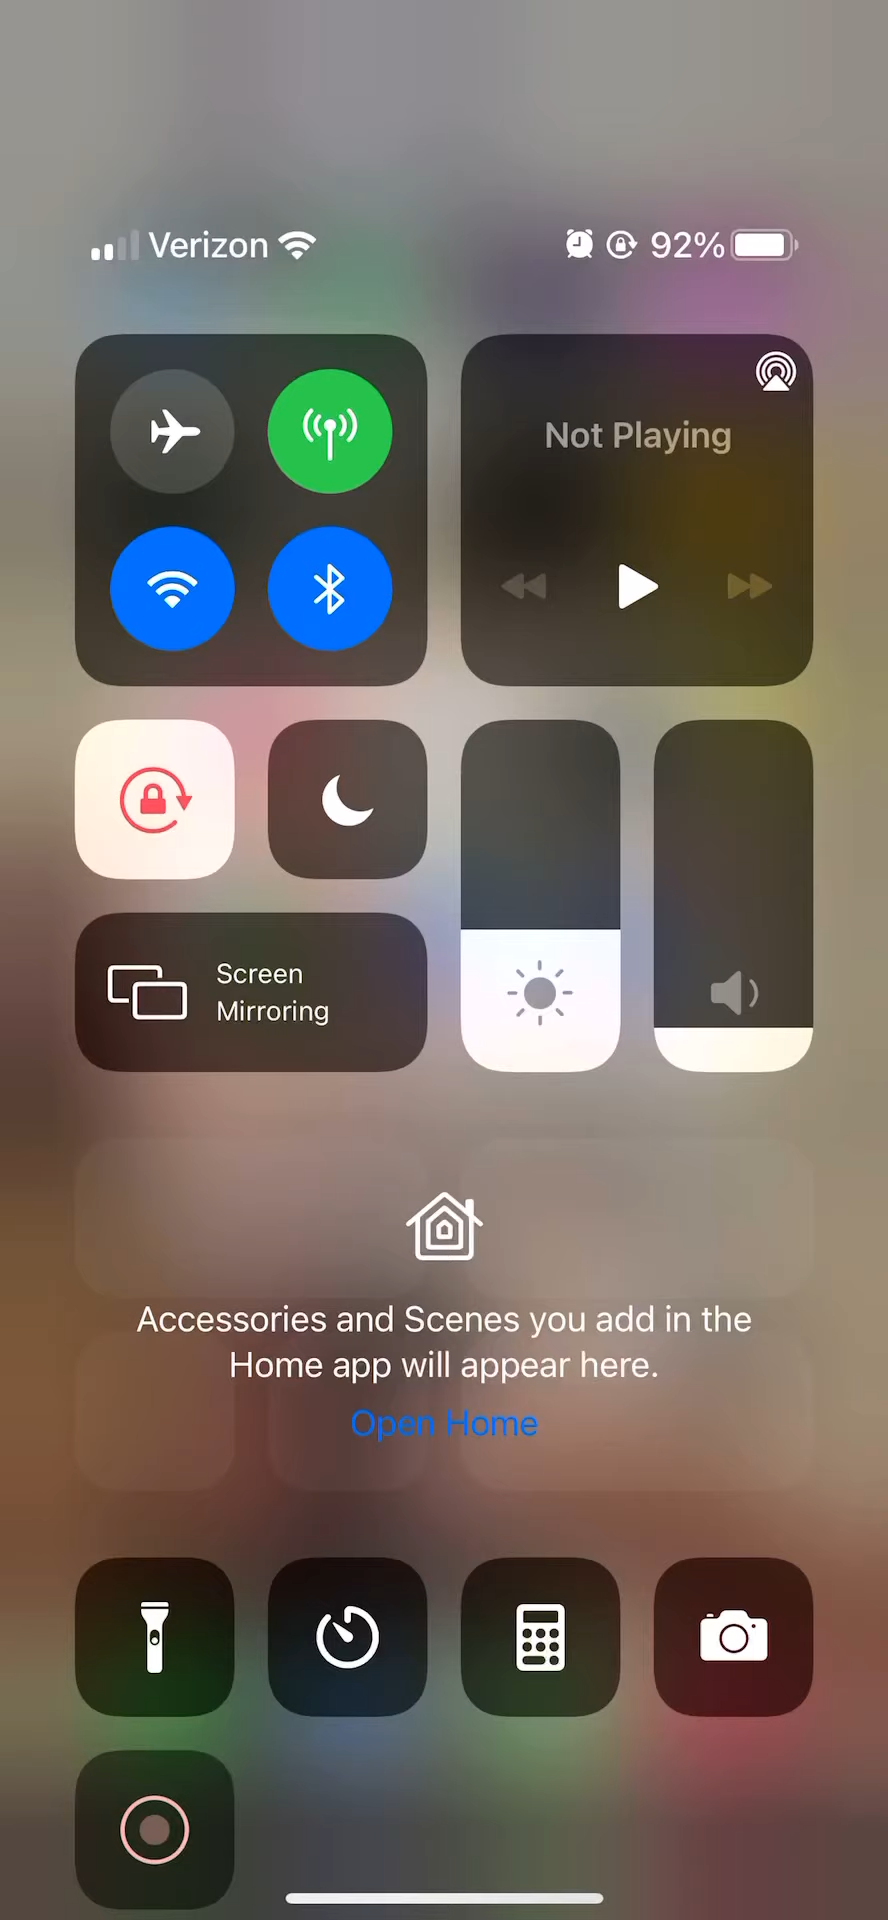 Verizon 92%
Not Playing
Screen
Mirroring
Accessories and Scenes you add in the
Home app will appear here.
Open Home